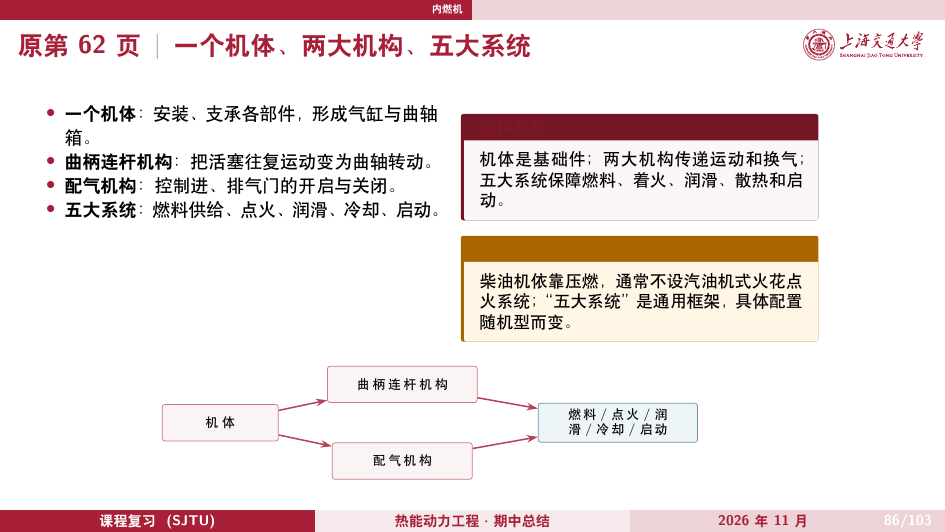 内燃机
原第 62 页 | 一个机体、两大机构、五大系统
上海交通大学
SHANGHAI JIAO TONG UNIVERSITY
• 一个机体：安装、支承各部件，形成气缸与曲轴
箱。
• 曲柄连杆机构：把活塞往复运动变为曲轴转动。
• 配气机构：控制进、排气门的开启与关闭。
• 五大系统：燃料供给、点火、润滑、冷却、启动。
机体是基础件；两大机构传递运动和换气；
五大系统保障燃料、着火、润滑、散热和启
动。
柴油机依靠压燃，通常不设汽油机式火花点
火系统；“五大系统”是通用框架，具体配置
随机型而变。
曲柄连杆机构
机体
燃料 / 点火 / 润
滑 / 冷却 / 启动
配气机构
课程复习 (SJTU)
热能动力工程 · 期中总结
2026 年 11 月
86/103